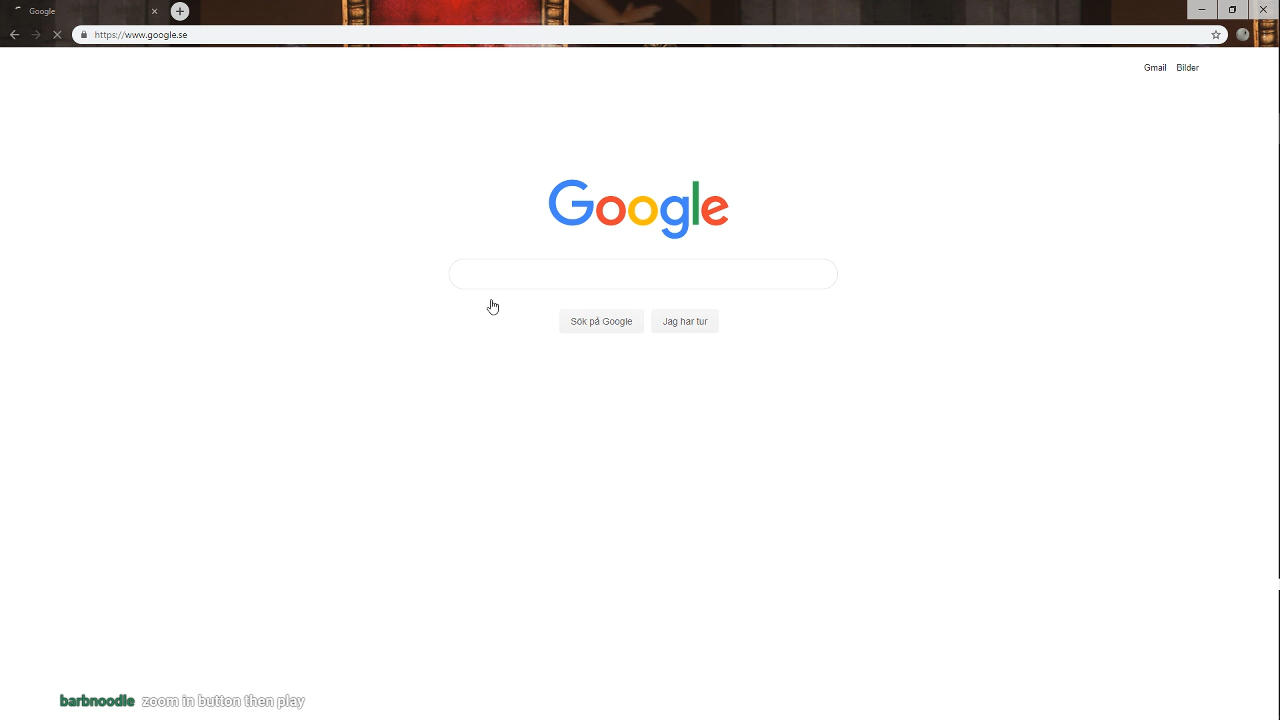 Google
https://www.google.se
Gmail Bilder
Google
Sök på Google Jag har tur
barbnoodle zoom in button then play